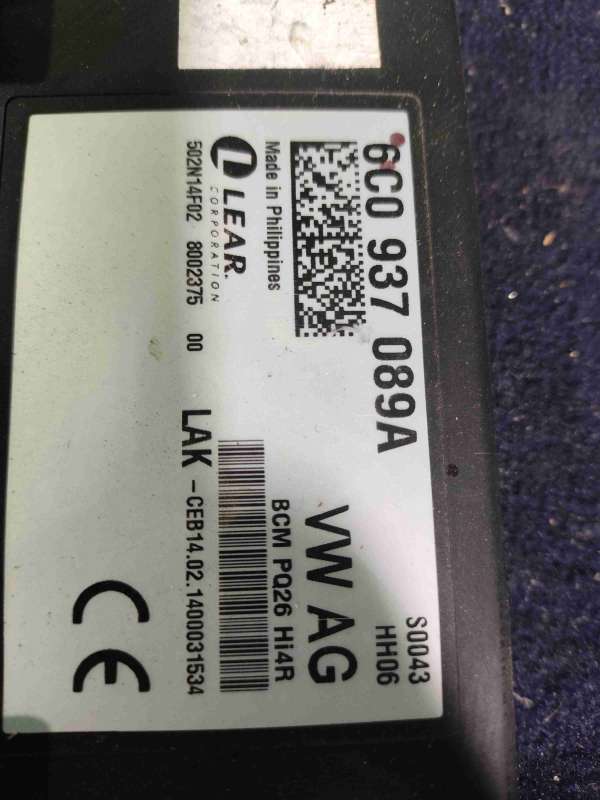 6C0 937 089A
S0043
HH06
VW AG
BCM PQ26 Hi4R
Made in Philippines
LEAR.
CORPORATION
502N14F02 8002375 00
LAK -CEB14.02.1400031534
CE